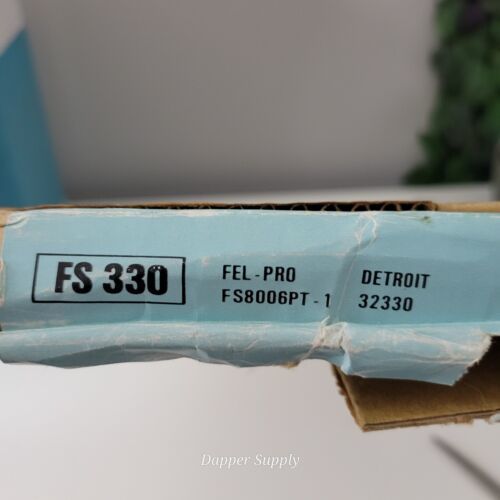 FS 330
FEL-PRO DETROIT
FS8006PT-1 32330
Dapper Supply